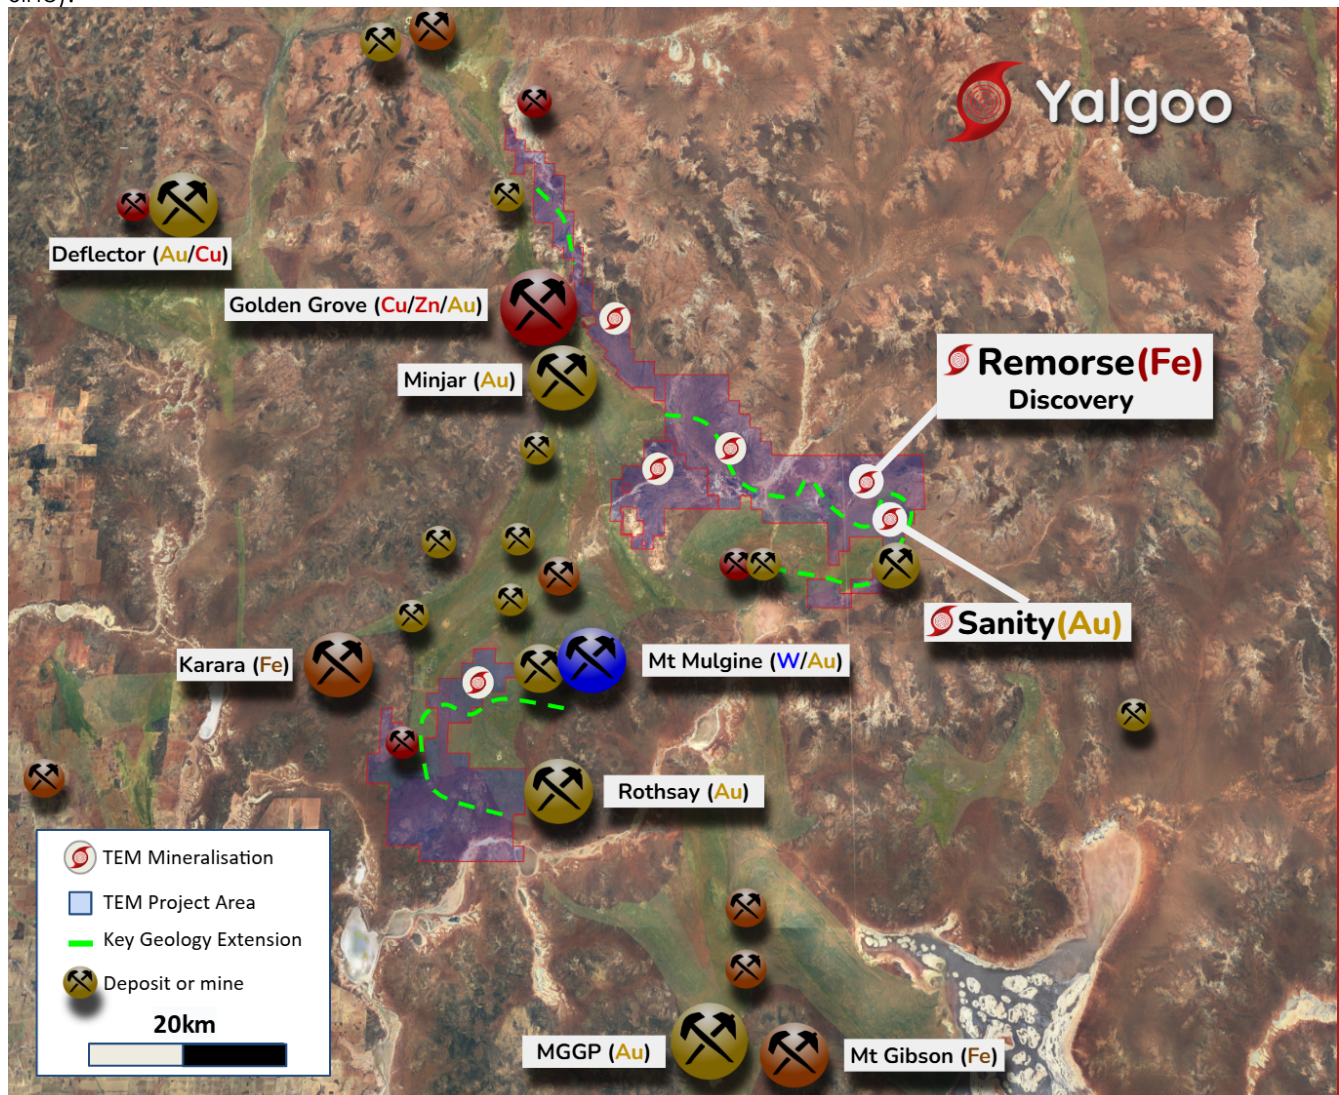 Yalgoo
Deflector (Au/Cu)
Golden Grove (Cu/Zn/Au)
Minjar (Au)
Remorse(Fe)
Discovery
Sanity(Au)
Karara (Fe)
Mt Mulgine (W/Au)
Rothsay (Au)
TEM Mineralisation
TEM Project Area
Key Geology Extension
Deposit or mine
20km
MGGP (Au)
Mt Gibson (Fe)